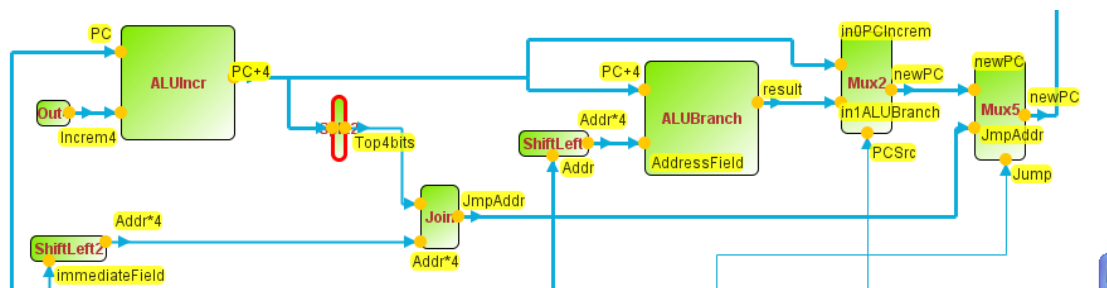 in0PCIncrem
PC
PC+4
PC+4
newPC
newPC
ALUIncr
result
Mux2
newPC
Out
Increm4
Addr*4
ALUBranch
in1ALUBranch
Mux5
Top4bits
ShiftLeft
JmpAddr
Addr
AddressField
PCSrc
Jump
JmpAddr
Addr*4
Join
ShiftLeft2
Addr*4
immediateField